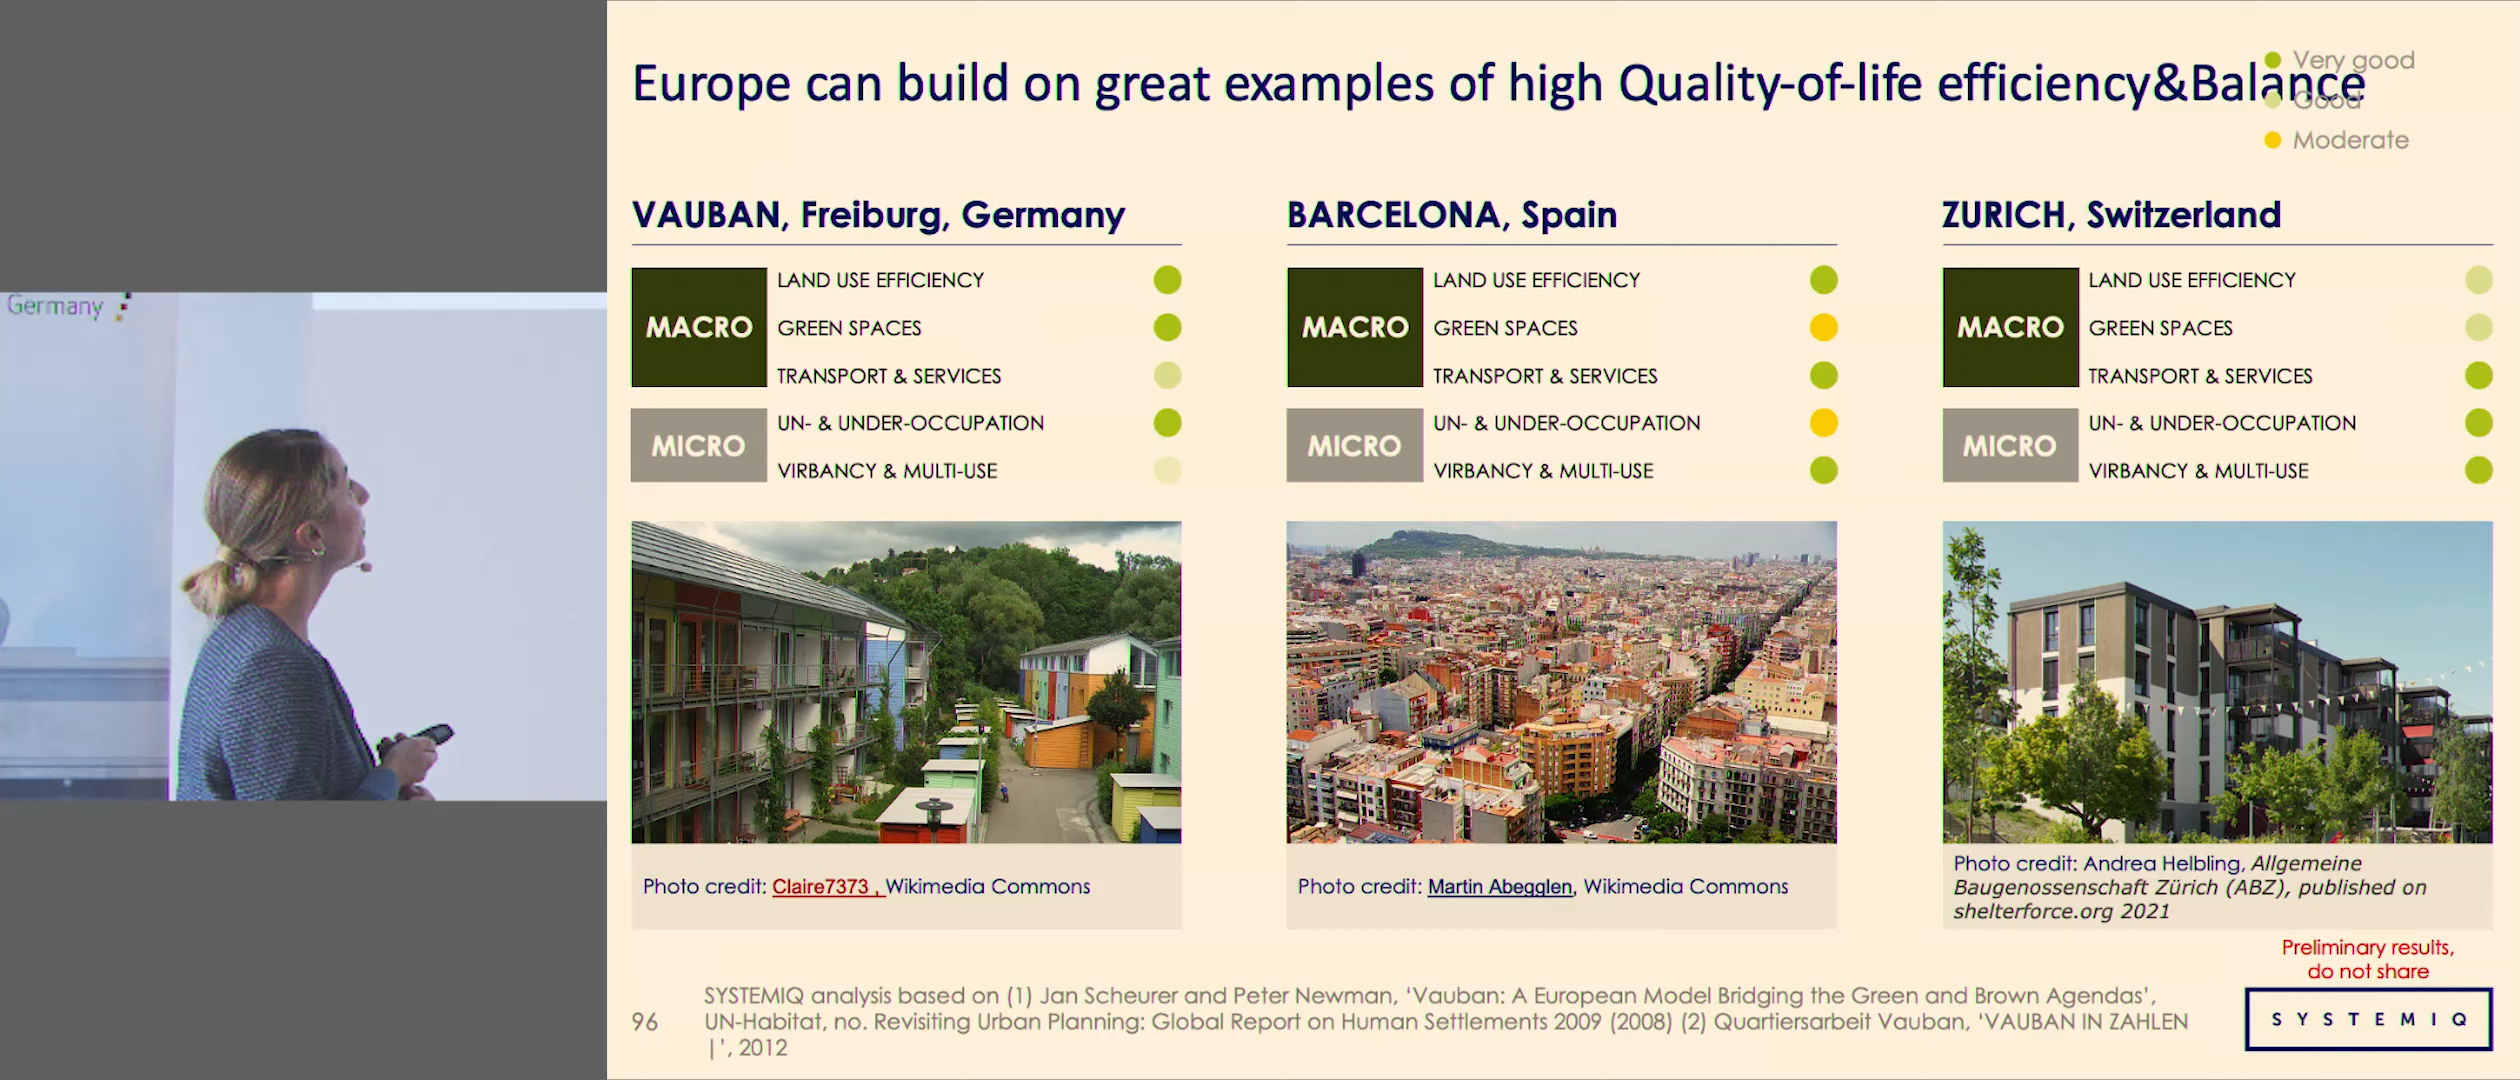 Germany
Europe can build on great examples of high Quality-of-life efficiency&Balance
Very good
Good
Moderate
VAUBAN, Freiburg, Germany
MACRO
LAND USE EFFICIENCY
GREEN SPACES
TRANSPORT & SERVICES
MICRO
UN- & UNDER-OCCUPATION
VIRBANCY & MULTI-USE
Photo credit: Claire7373 , Wikimedia Commons
BARCELONA, Spain
MACRO
LAND USE EFFICIENCY
GREEN SPACES
TRANSPORT & SERVICES
MICRO
UN- & UNDER-OCCUPATION
VIRBANCY & MULTI-USE
Photo credit: Martin Abegglen, Wikimedia Commons
ZURICH, Switzerland
MACRO
LAND USE EFFICIENCY
GREEN SPACES
TRANSPORT & SERVICES
MICRO
UN- & UNDER-OCCUPATION
VIRBANCY & MULTI-USE
Photo credit: Andrea Helbling, Allgemeine
Baugenossenschaft Zürich (ABZ), published on
shelterforce.org 2021
Preliminary results,
do not share
96
SYSTEMIQ analysis based on (1) Jan Scheurer and Peter Newman, ‘Vauban: A European Model Bridging the Green and Brown Agendas’,
UN-Habitat, no. Revisiting Urban Planning: Global Report on Human Settlements 2009 (2008) (2) Quartiersarbeit Vauban, ‘VAUBAN IN ZAHLEN
|’, 2012
SYSTEMIQ